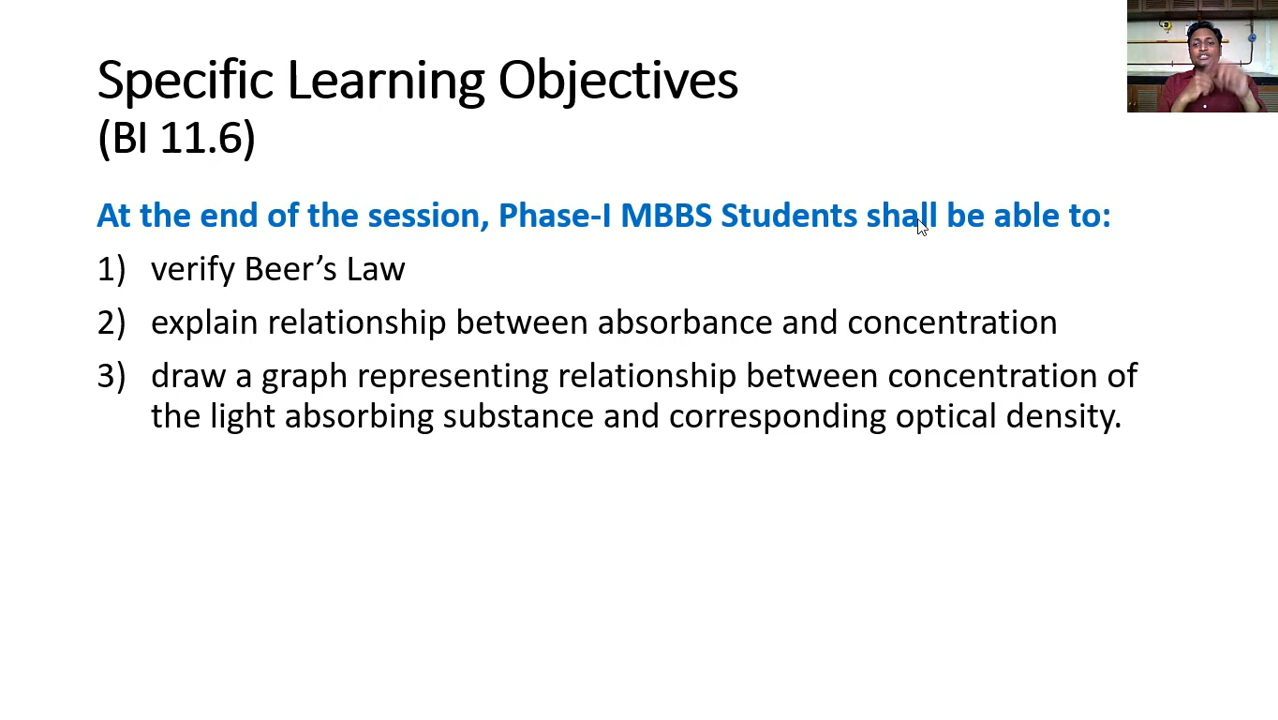 Specific Learning Objectives
(BI 11.6)
At the end of the session, Phase-I MBBS Students shall be able to:
1) verify Beer’s Law
2) explain relationship between absorbance and concentration
3) draw a graph representing relationship between concentration of
the light absorbing substance and corresponding optical density.